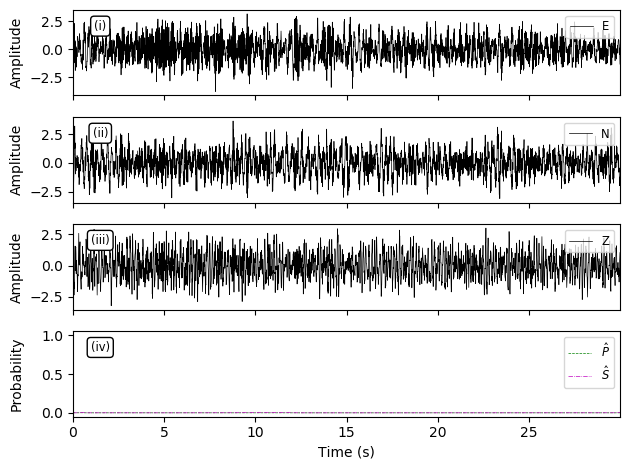 2.5
0.0
−2.5
Amplitude
(i)
E
2.5
0.0
−2.5
Amplitude
(ii)
N
2.5
0.0
−2.5
Amplitude
(iii)
Z
1.0
0.5
0.0
Probability
(iv)
P̂
Ŝ
0 5 10 15 20 25
Time (s)